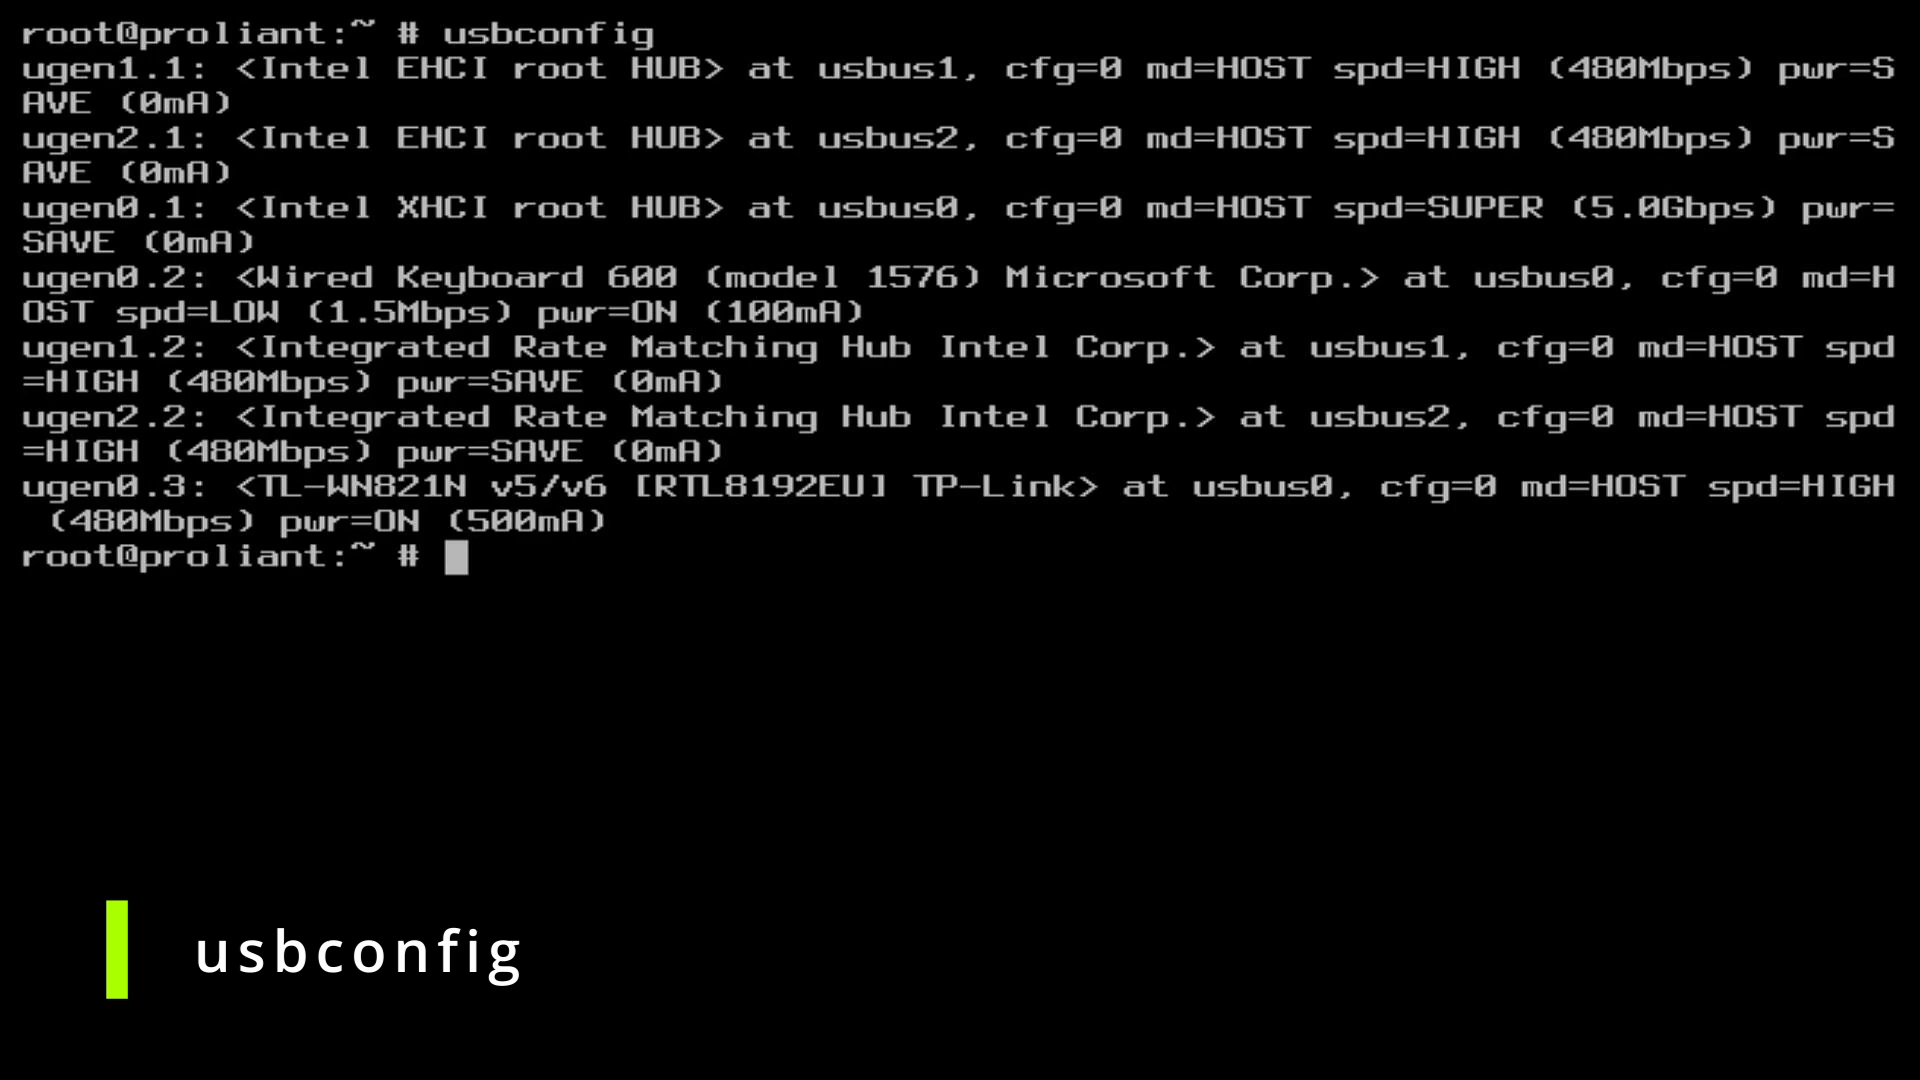 root@proliant:~ # usbconfig
ugen1.1: <Intel EHCI root HUB> at usbus1, cfg=0 md=HOST spd=HIGH (480Mbps) pwr=S
AVE (0mA)
ugen2.1: <Intel EHCI root HUB> at usbus2, cfg=0 md=HOST spd=HIGH (480Mbps) pwr=S
AVE (0mA)
ugen0.1: <Intel XHCI root HUB> at usbus0, cfg=0 md=HOST spd=SUPER (5.0Gbps) pwr=
SAVE (0mA)
ugen0.2: <Wired Keyboard 600 (model 1576) Microsoft Corp.> at usbus0, cfg=0 md=H
OST spd=LOW (1.5Mbps) pwr=ON (100mA)
ugen1.2: <Integrated Rate Matching Hub Intel Corp.> at usbus1, cfg=0 md=HOST spd
=HIGH (480Mbps) pwr=SAVE (0mA)
ugen2.2: <Integrated Rate Matching Hub Intel Corp.> at usbus2, cfg=0 md=HOST spd
=HIGH (480Mbps) pwr=SAVE (0mA)
ugen0.3: <TL-WN821N v5/v6 [RTL8192EU] TP-Link> at usbus0, cfg=0 md=HOST spd=HIGH
 (480Mbps) pwr=ON (500mA)
root@proliant:~ #
usbconfig